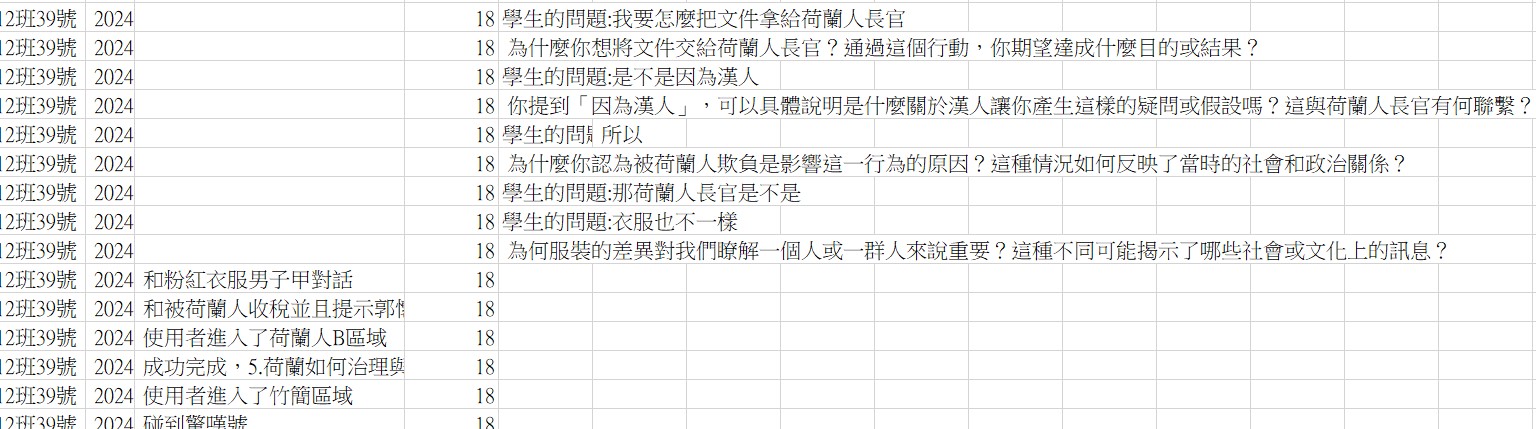 12班39號 2024 18 學生的問題:我要怎麼把文件拿給荷蘭人長官
12班39號 2024 18 為什麼你想將文件交給荷蘭人長官？通過這個行動，你期望達成什麼目的或結果？
12班39號 2024 18 學生的問題:是不是因為漢人
12班39號 2024 18 你提到「因為漢人」，可以具體說明是什麼關於漢人讓你產生這樣的疑問或假設嗎？這與荷蘭人長官有何聯繫？
12班39號 2024 18 學生的問題 所以
12班39號 2024 18 為什麼你認為被荷蘭人欺負是影響這一行為的原因？這種情況如何反映了當時的社會和政治關係？
12班39號 2024 18 學生的問題:那荷蘭人長官是不是
12班39號 2024 18 學生的問題:衣服也不一樣
12班39號 2024 18 為何服裝的差異對我們瞭解一個人或一群人來說重要？這種不同可能揭示了哪些社會或文化上的訊息？
12班39號 2024 和粉紅衣服男子甲對話 18
12班39號 2024 和被荷蘭人收稅並且提示郭 18
12班39號 2024 使用者進入了荷蘭人B區域 18
12班39號 2024 成功完成，5.荷蘭如何治理與 18
12班39號 2024 使用者進入了竹簡區域 18
12班39號 2024 碰到驚嘆號 18